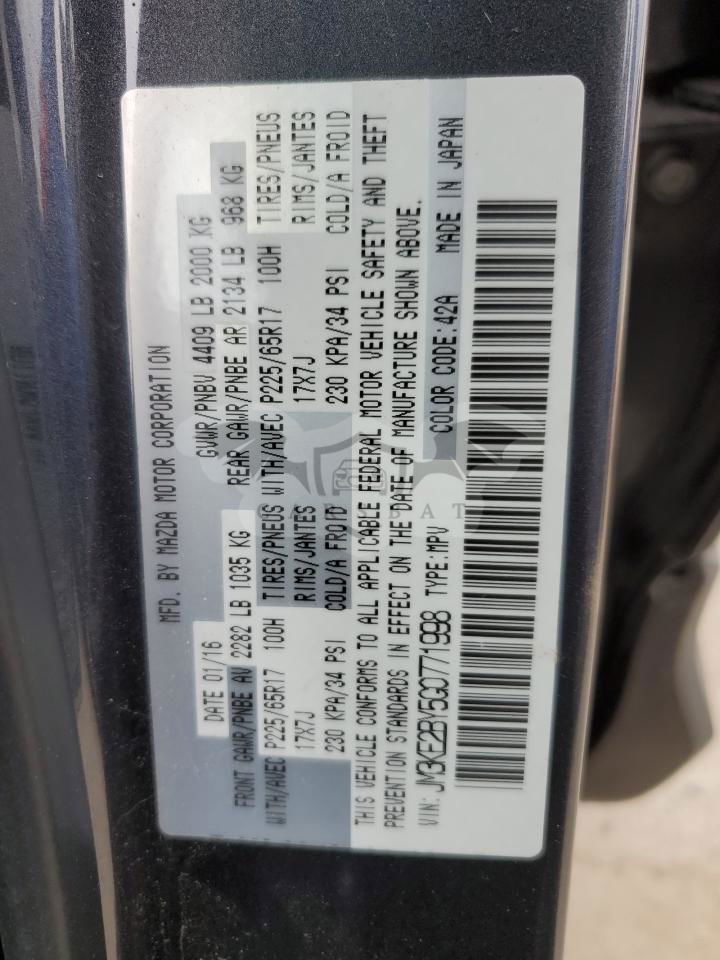 MFD. BY MAZDA MOTOR CORPORATION
DATE 01/16 GVWR/PNBV 4409 LB 2000 KG
FRONT GAWR/PNBE AV 2282 LB 1035 KG REAR GAWR/PNBE AR 2134 LB 968 KG
WITH/AVEC P225/65R17 100H TIRES/PNEUS WITH/AVEC P225/65R17 100H TIRES/PNEUS
17X7J RIMS/JANTES 17X7J RIMS/JANTES
230 KPA/34 PSI COLD/A FROID 230 KPA/34 PSI COLD/A FROID
THIS VEHICLE CONFORMS TO ALL APPLICABLE FEDERAL MOTOR VEHICLE SAFETY AND THEFT
PREVENTION STANDARDS IN EFFECT ON THE DATE OF MANUFACTURE SHOWN ABOVE.
VIN: JM3KE2BY5G0771998 TYPE:MPV COLOR CODE:42A MADE IN JAPAN